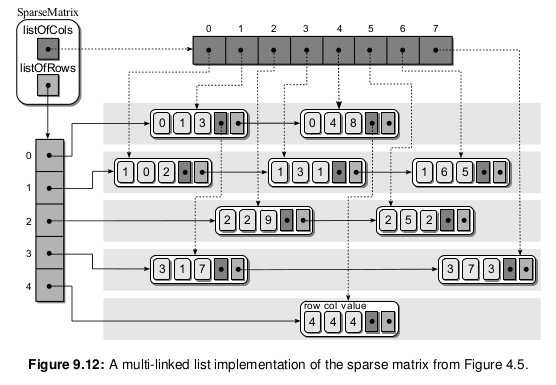 SparseMatrix
listOfCols
listOfRows
0 1 2 3 4 5 6 7
0 0 1 3 0 4 8
1 1 0 2 1 3 1 1 6 5
2 2 2 9 2 5 2
3 3 1 7 3 7 3
row col value
4 4 4 4
Figure 9.12: A multi-linked list implementation of the sparse matrix from Figure 4.5.